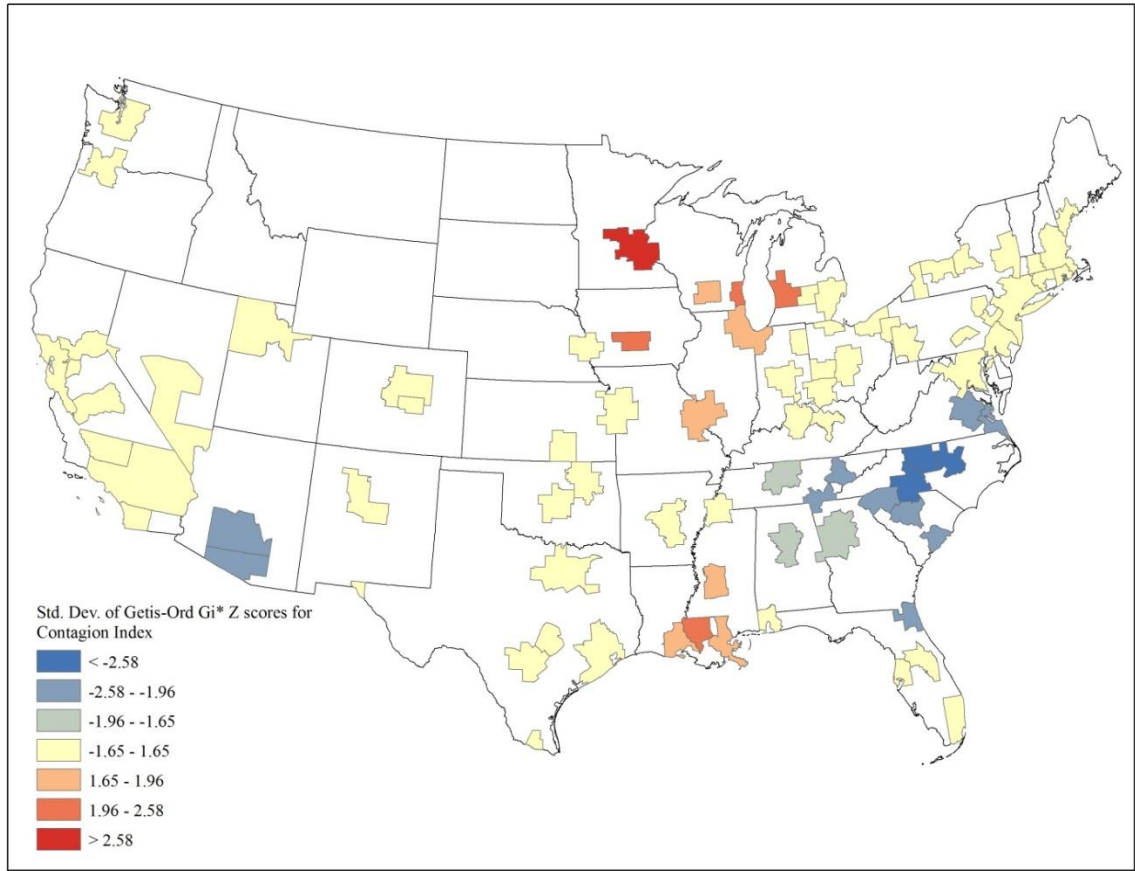 Std. Dev. of Getis-Ord Gi* Z scores for
Contagion Index
< -2.58
-2.58 - -1.96
-1.96 - -1.65
-1.65 - 1.65
1.65 - 1.96
1.96 - 2.58
> 2.58